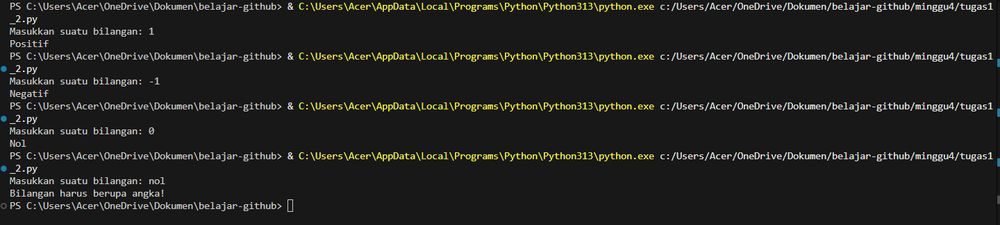 PS C:\Users\Acer\OneDrive\Dokumen\belajar-github> & C:\Users\Acer\AppData\Local\Programs\Python\Python313\python.exe c:/Users/Acer/OneDrive/Dokumen/belajar-github/minggu4/tugas1
_2.py
Masukkan suatu bilangan: 1
Positif
PS C:\Users\Acer\OneDrive\Dokumen\belajar-github> & C:\Users\Acer\AppData\Local\Programs\Python\Python313\python.exe c:/Users/Acer/OneDrive/Dokumen/belajar-github/minggu4/tugas1
_2.py
Masukkan suatu bilangan: -1
Negatif
PS C:\Users\Acer\OneDrive\Dokumen\belajar-github> & C:\Users\Acer\AppData\Local\Programs\Python\Python313\python.exe c:/Users/Acer/OneDrive/Dokumen/belajar-github/minggu4/tugas1
_2.py
Masukkan suatu bilangan: 0
Nol
PS C:\Users\Acer\OneDrive\Dokumen\belajar-github> & C:\Users\Acer\AppData\Local\Programs\Python\Python313\python.exe c:/Users/Acer/OneDrive/Dokumen/belajar-github/minggu4/tugas1
_2.py
Masukkan suatu bilangan: nol
Bilangan harus berupa angka!
PS C:\Users\Acer\OneDrive\Dokumen\belajar-github>